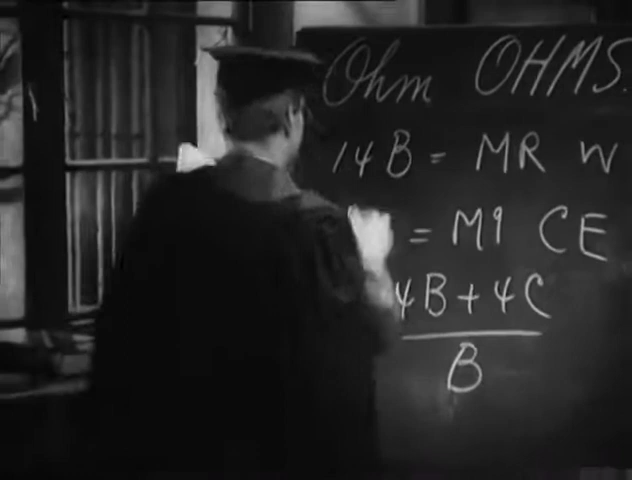 Ohm OHMS.
14B = MR W
= M9 CE
4B + 4C
B